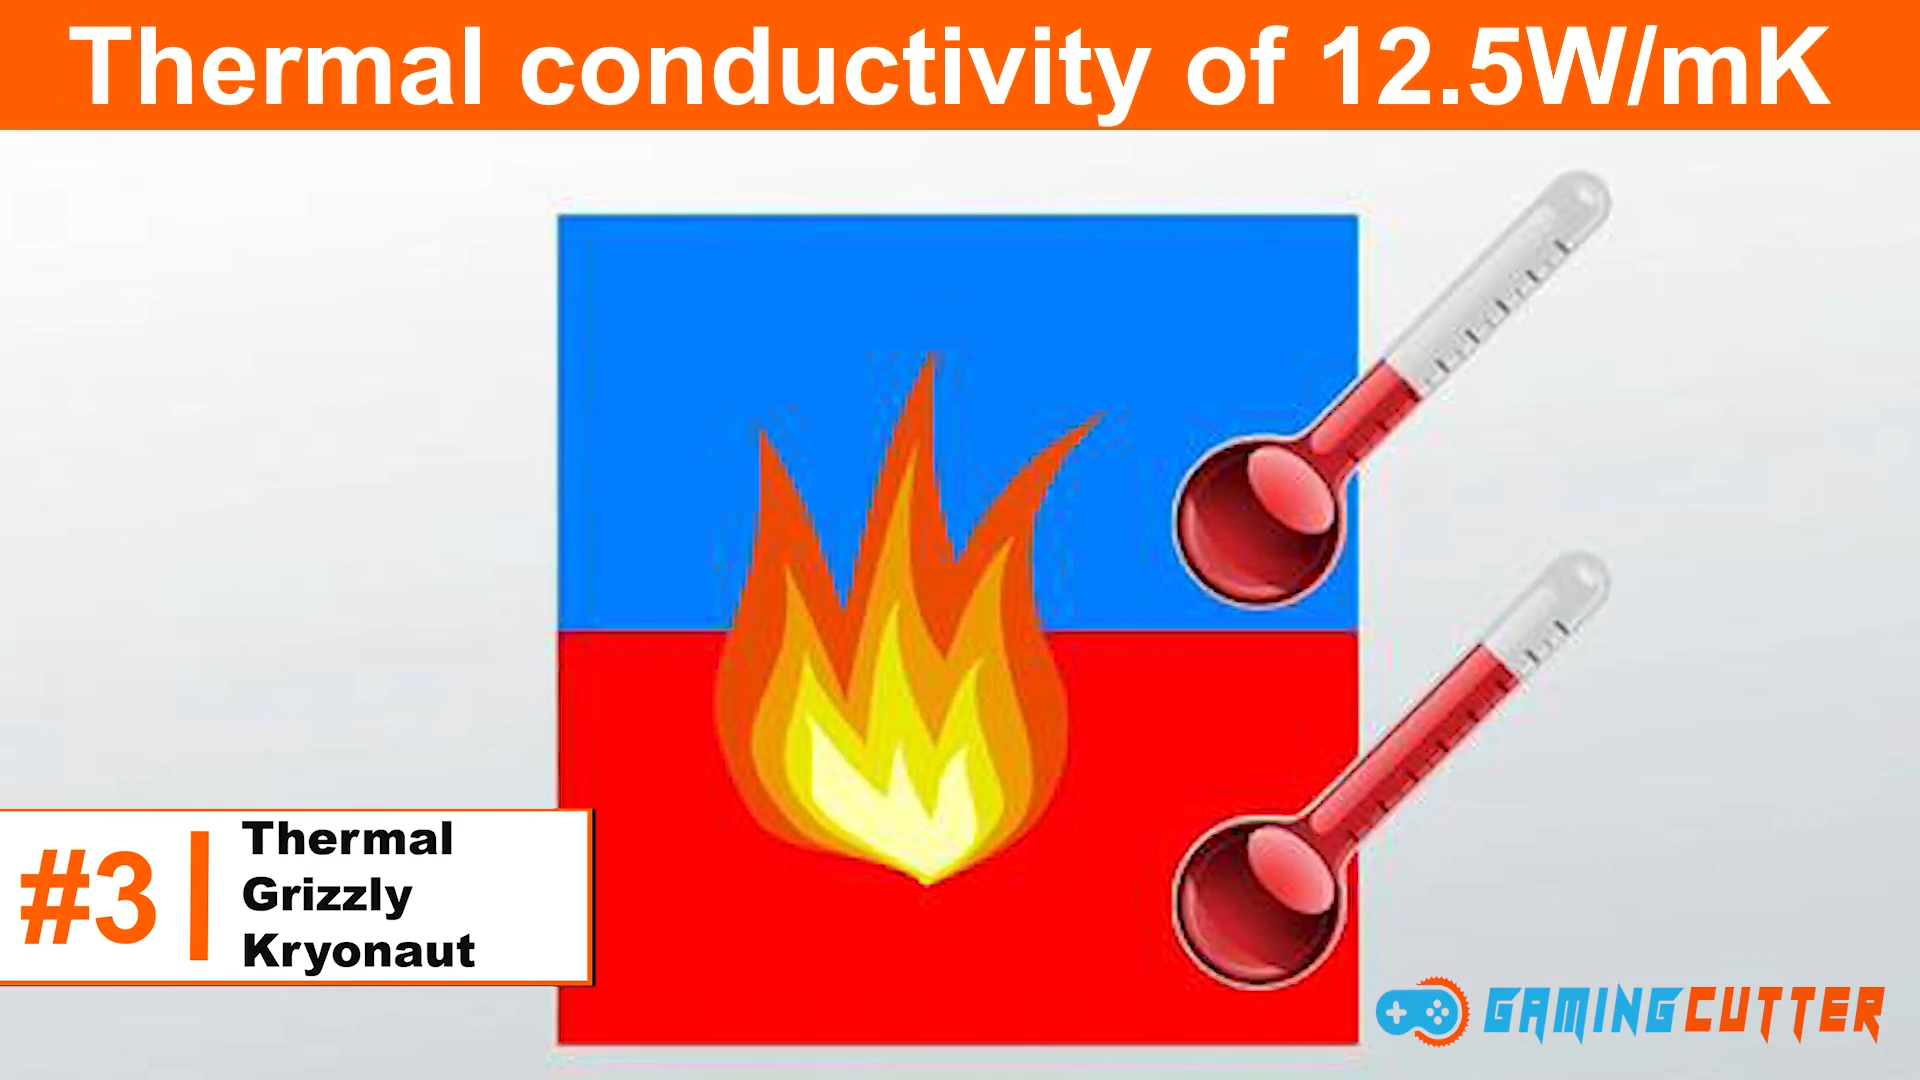 Thermal conductivity of 12.5W/mK
#3
Thermal
Grizzly
Kryonaut
GAMINGCUTTER